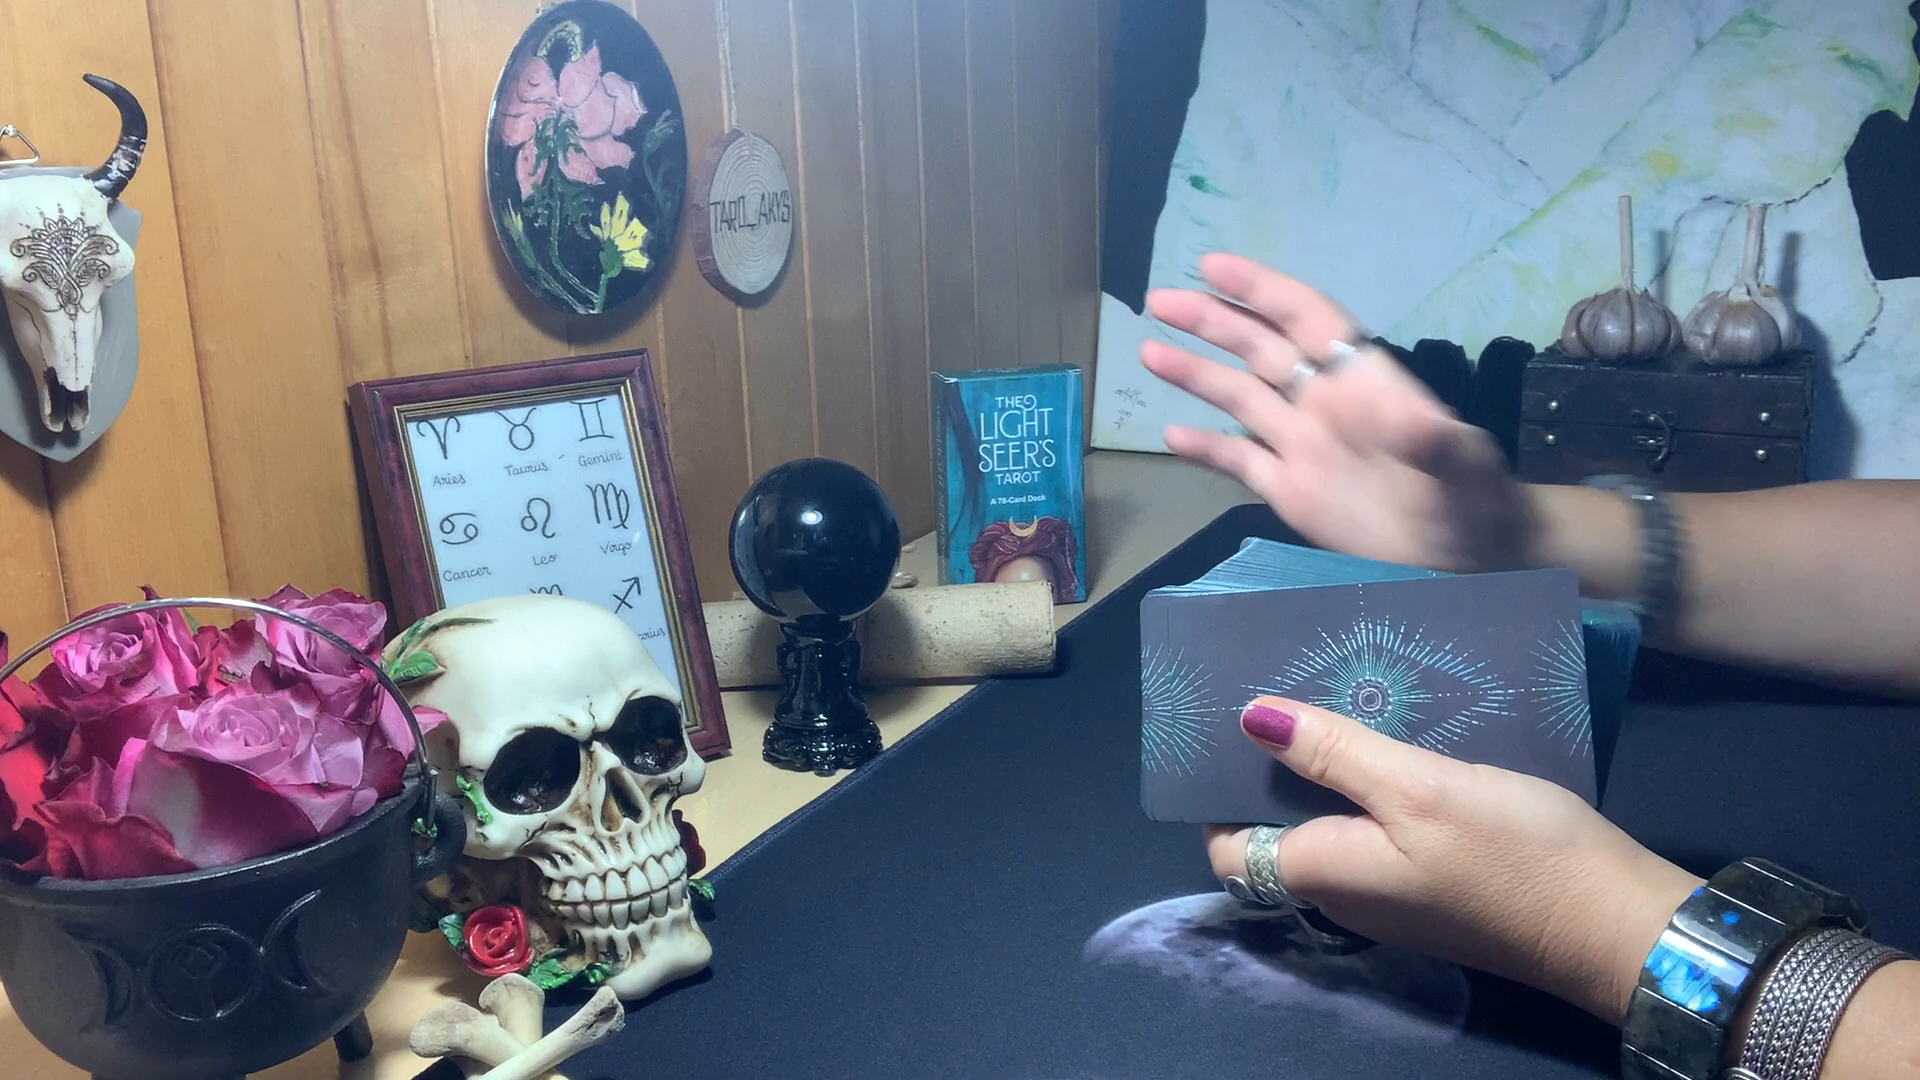 TARO_AKYS
THE
LIGHT
SEER'S
TAROT
A 78-Card Deck
Aries
Taurus
Gemini
Cancer
Leo
Virgo